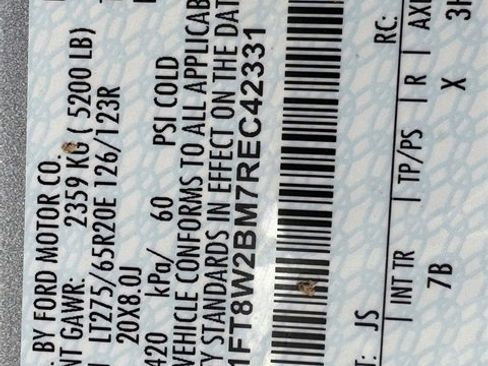 . BY FORD MOTOR CO.
NT GAWR: 2359 KG ( 5200 LB)
LT275/65R20E 126/123R
20X8.0J
420 kPa/ 60 PSI COLD
VEHICLE CONFORMS TO ALL APPLICAB
Y STANDARDS IN EFFECT ON THE DAT
1FT8W2BM7REC42331
T: JS RC:
INT TR TP/PS R AXL
7B X 3H